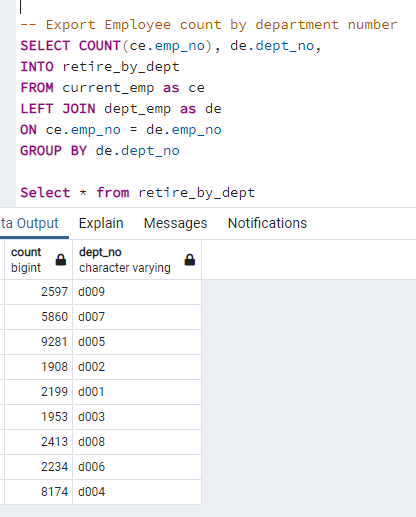 -- Export Employee count by department number
SELECT COUNT(ce.emp_no), de.dept_no,
INTO retire_by_dept
FROM current_emp as ce
LEFT JOIN dept_emp as de
ON ce.emp_no = de.emp_no
GROUP BY de.dept_no
Select * from retire_by_dept
ta Output Explain Messages Notifications
count dept_no
bigint character varying
2597 d009
5860 d007
9281 d005
1908 d002
2199 d001
1953 d003
2413 d008
2234 d006
8174 d004